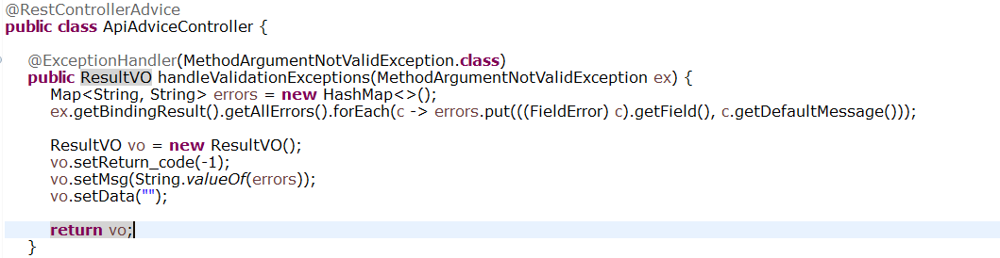 @RestControllerAdvice
public class ApiAdviceController {
@ExceptionHandler(MethodArgumentNotValidException.class)
public ResultVO handleValidationExceptions(MethodArgumentNotValidException ex) {
Map<String, String> errors = new HashMap<>();
ex.getBindingResult().getAllErrors().forEach(c -> errors.put(((FieldError) c).getField(), c.getDefaultMessage()));
ResultVO vo = new ResultVO();
vo.setReturn_code(-1);
vo.setMsg(String.valueOf(errors));
vo.setData("");
return vo;
}